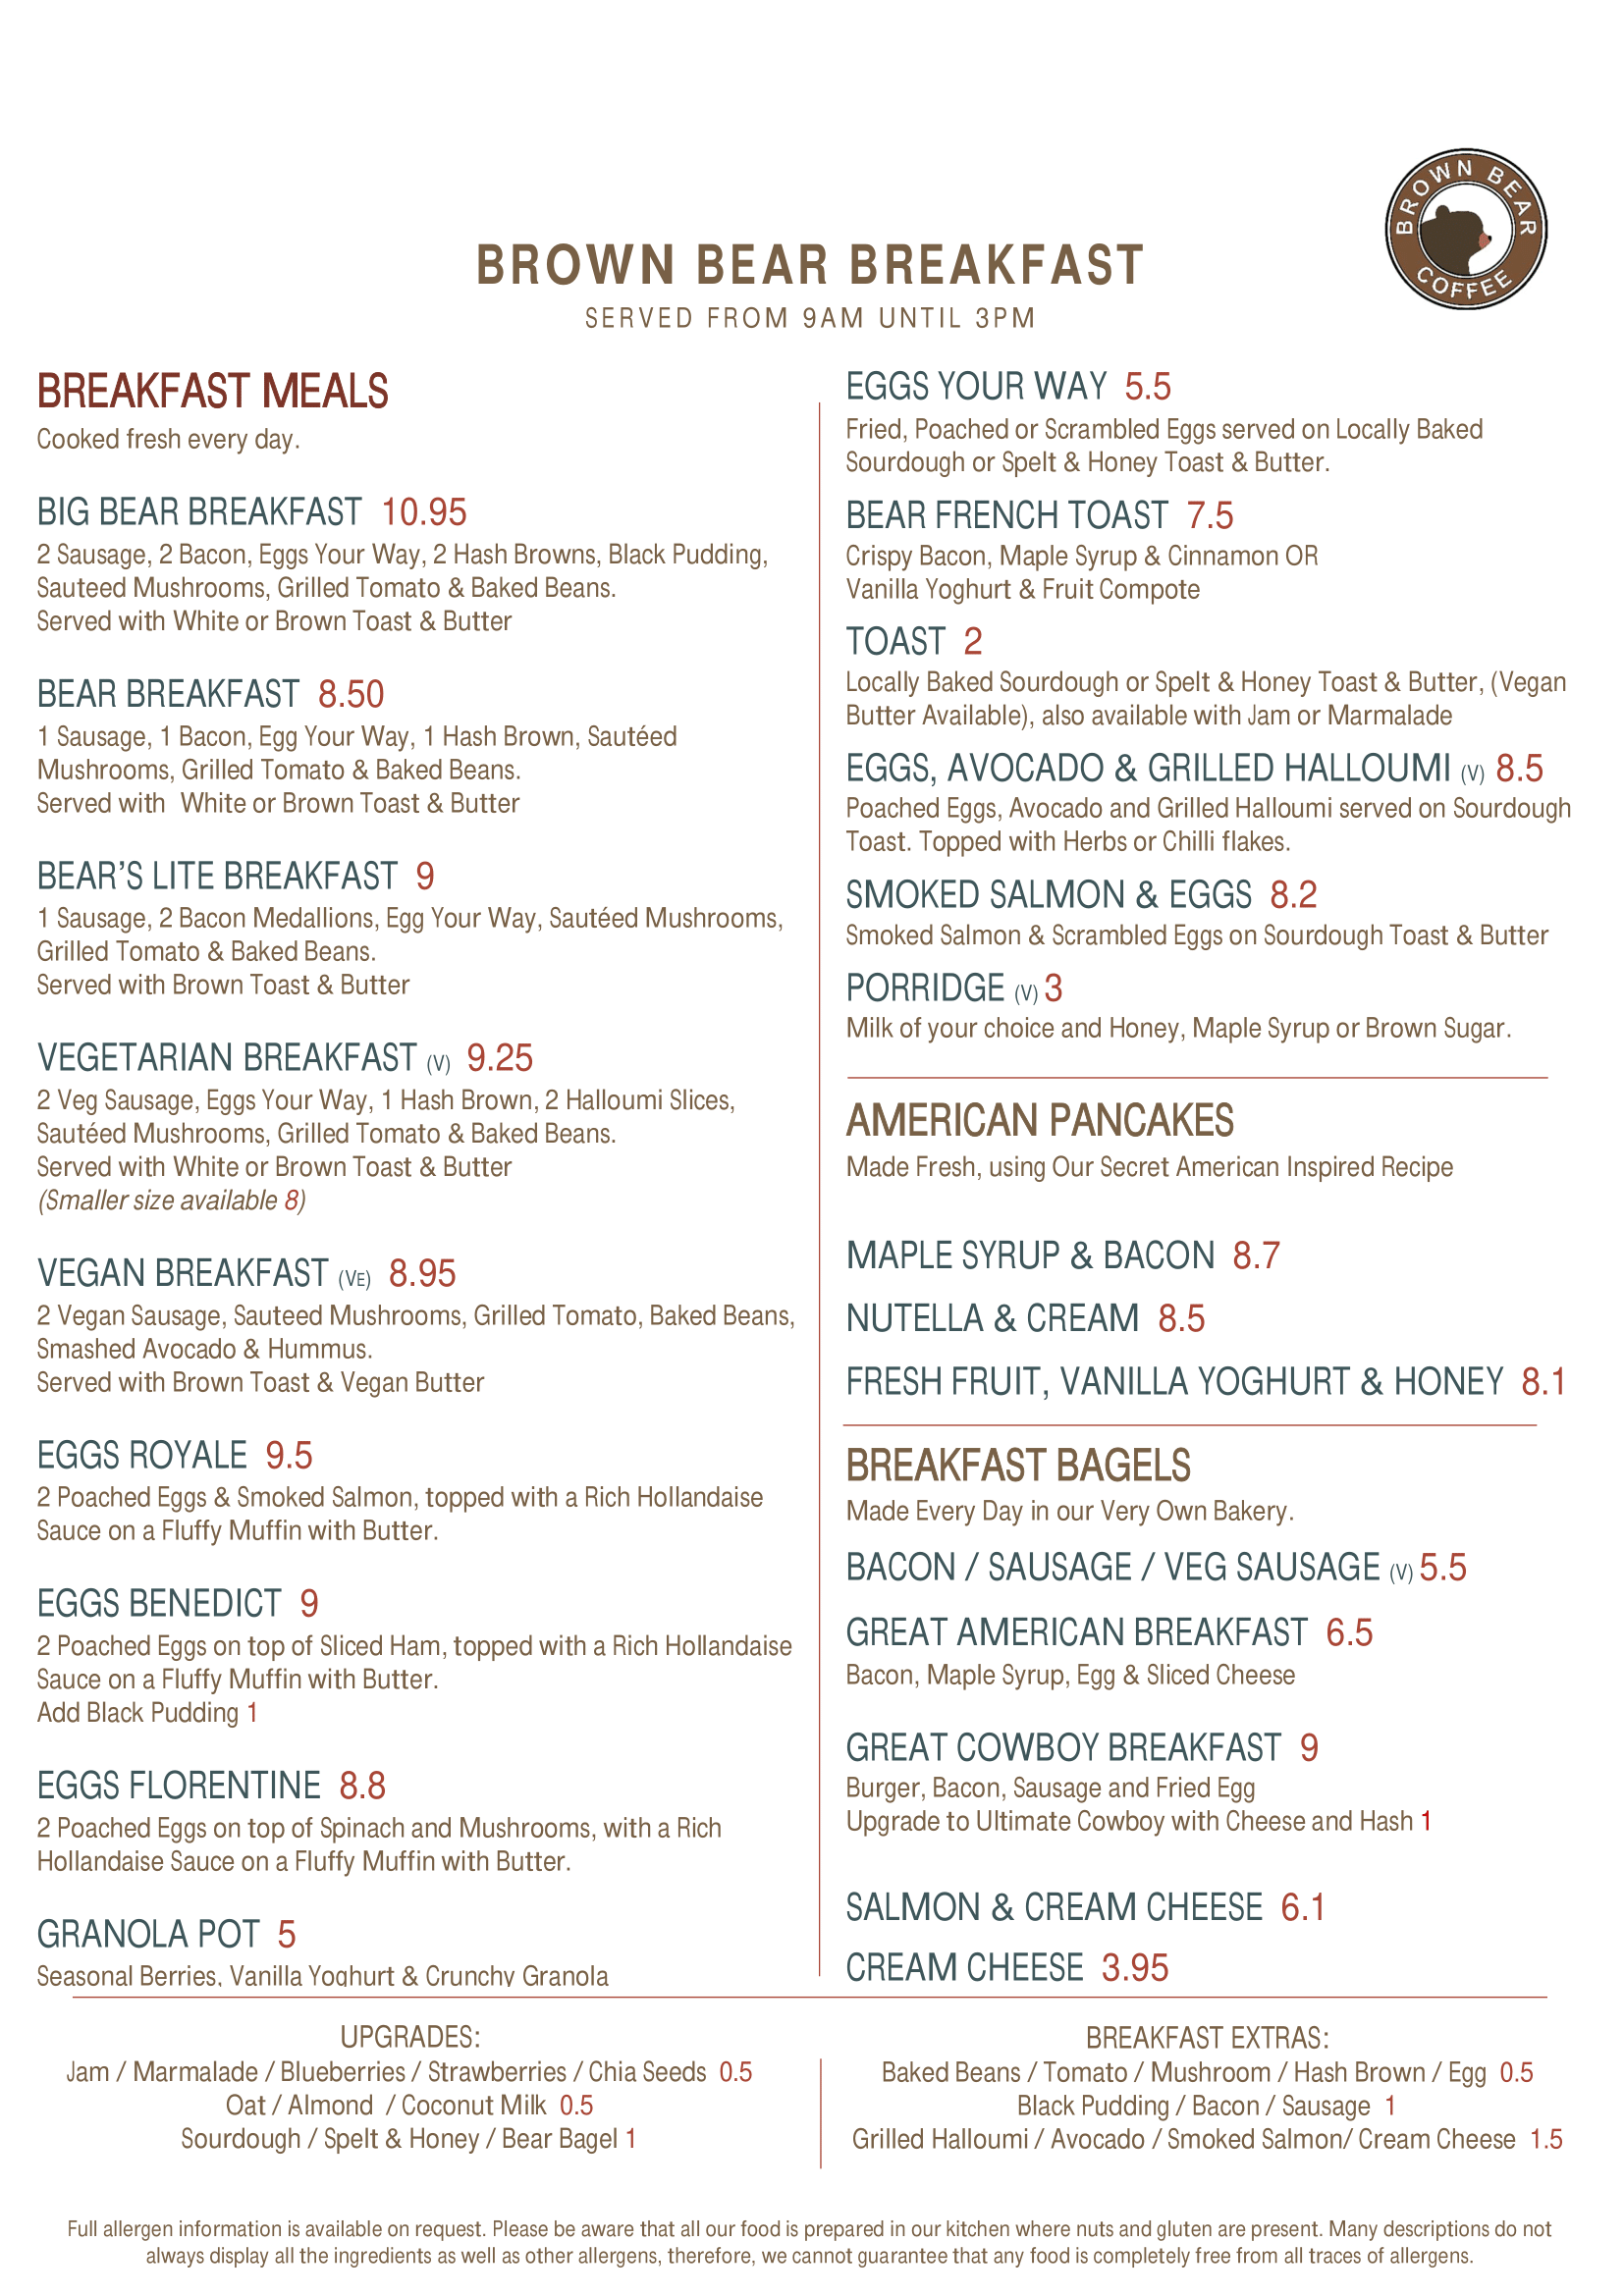 BROWN BEAR
COFFEE
BROWN BEAR BREAKFAST
SERVED FROM 9AM UNTIL 3PM
BREAKFAST MEALS
Cooked fresh every day.
BIG BEAR BREAKFAST 10.95
2 Sausage, 2 Bacon, Eggs Your Way, 2 Hash Browns, Black Pudding,
Sauteed Mushrooms, Grilled Tomato & Baked Beans.
Served with White or Brown Toast & Butter
BEAR BREAKFAST 8.50
1 Sausage, 1 Bacon, Egg Your Way, 1 Hash Brown, Sautéed
Mushrooms, Grilled Tomato & Baked Beans.
Served with White or Brown Toast & Butter
BEAR'S LITE BREAKFAST 9
1 Sausage, 2 Bacon Medallions, Egg Your Way, Sautéed Mushrooms,
Grilled Tomato & Baked Beans.
Served with Brown Toast & Butter
VEGETARIAN BREAKFAST (V) 9.25
2 Veg Sausage, Eggs Your Way, 1 Hash Brown, 2 Halloumi Slices,
Sautéed Mushrooms, Grilled Tomato & Baked Beans.
Served with White or Brown Toast & Butter
(Smaller size available 8)
VEGAN BREAKFAST (VE) 8.95
2 Vegan Sausage, Sauteed Mushrooms, Grilled Tomato, Baked Beans,
Smashed Avocado & Hummus.
Served with Brown Toast & Vegan Butter
EGGS ROYALE 9.5
2 Poached Eggs & Smoked Salmon, topped with a Rich Hollandaise
Sauce on a Fluffy Muffin with Butter.
EGGS BENEDICT 9
2 Poached Eggs on top of Sliced Ham, topped with a Rich Hollandaise
Sauce on a Fluffy Muffin with Butter.
Add Black Pudding 1
EGGS FLORENTINE 8.8
2 Poached Eggs on top of Spinach and Mushrooms, with a Rich
Hollandaise Sauce on a Fluffy Muffin with Butter.
GRANOLA POT 5
Seasonal Berries, Vanilla Yoghurt & Crunchy Granola
EGGS YOUR WAY 5.5
Fried, Poached or Scrambled Eggs served on Locally Baked
Sourdough or Spelt & Honey Toast & Butter.
BEAR FRENCH TOAST 7.5
Crispy Bacon, Maple Syrup & Cinnamon OR
Vanilla Yoghurt & Fruit Compote
TOAST 2
Locally Baked Sourdough or Spelt & Honey Toast & Butter, (Vegan
Butter Available), also available with Jam or Marmalade
EGGS, AVOCADO & GRILLED HALLOUMI (V) 8.5
Poached Eggs, Avocado and Grilled Halloumi served on Sourdough
Toast. Topped with Herbs or Chilli flakes.
SMOKED SALMON & EGGS 8.2
Smoked Salmon & Scrambled Eggs on Sourdough Toast & Butter
PORRIDGE (V) 3
Milk of your choice and Honey, Maple Syrup or Brown Sugar.
AMERICAN PANCAKES
Made Fresh, using Our Secret American Inspired Recipe
MAPLE SYRUP & BACON 8.7
NUTELLA & CREAM 8.5
FRESH FRUIT, VANILLA YOGHURT & HONEY 8.1
BREAKFAST BAGELS
Made Every Day in our Very Own Bakery.
BACON / SAUSAGE / VEG SAUSAGE (V) 5.5
GREAT AMERICAN BREAKFAST 6.5
Bacon, Maple Syrup, Egg & Sliced Cheese
GREAT COWBOY BREAKFAST 9
Burger, Bacon, Sausage and Fried Egg
Upgrade to Ultimate Cowboy with Cheese and Hash 1
SALMON & CREAM CHEESE 6.1
CREAM CHEESE 3.95
UPGRADES:
Jam / Marmalade / Blueberries / Strawberries / Chia Seeds 0.5
Oat / Almond / Coconut Milk 0.5
Sourdough / Spelt & Honey / Bear Bagel 1
BREAKFAST EXTRAS:
Baked Beans / Tomato / Mushroom / Hash Brown / Egg 0.5
Black Pudding / Bacon / Sausage 1
Grilled Halloumi / Avocado / Smoked Salmon/ Cream Cheese 1.5
Full allergen information is available on request. Please be aware that all our food is prepared in our kitchen where nuts and gluten are present. Many descriptions do not
always display all the ingredients as well as other allergens, therefore, we cannot guarantee that any food is completely free from all traces of allergens.